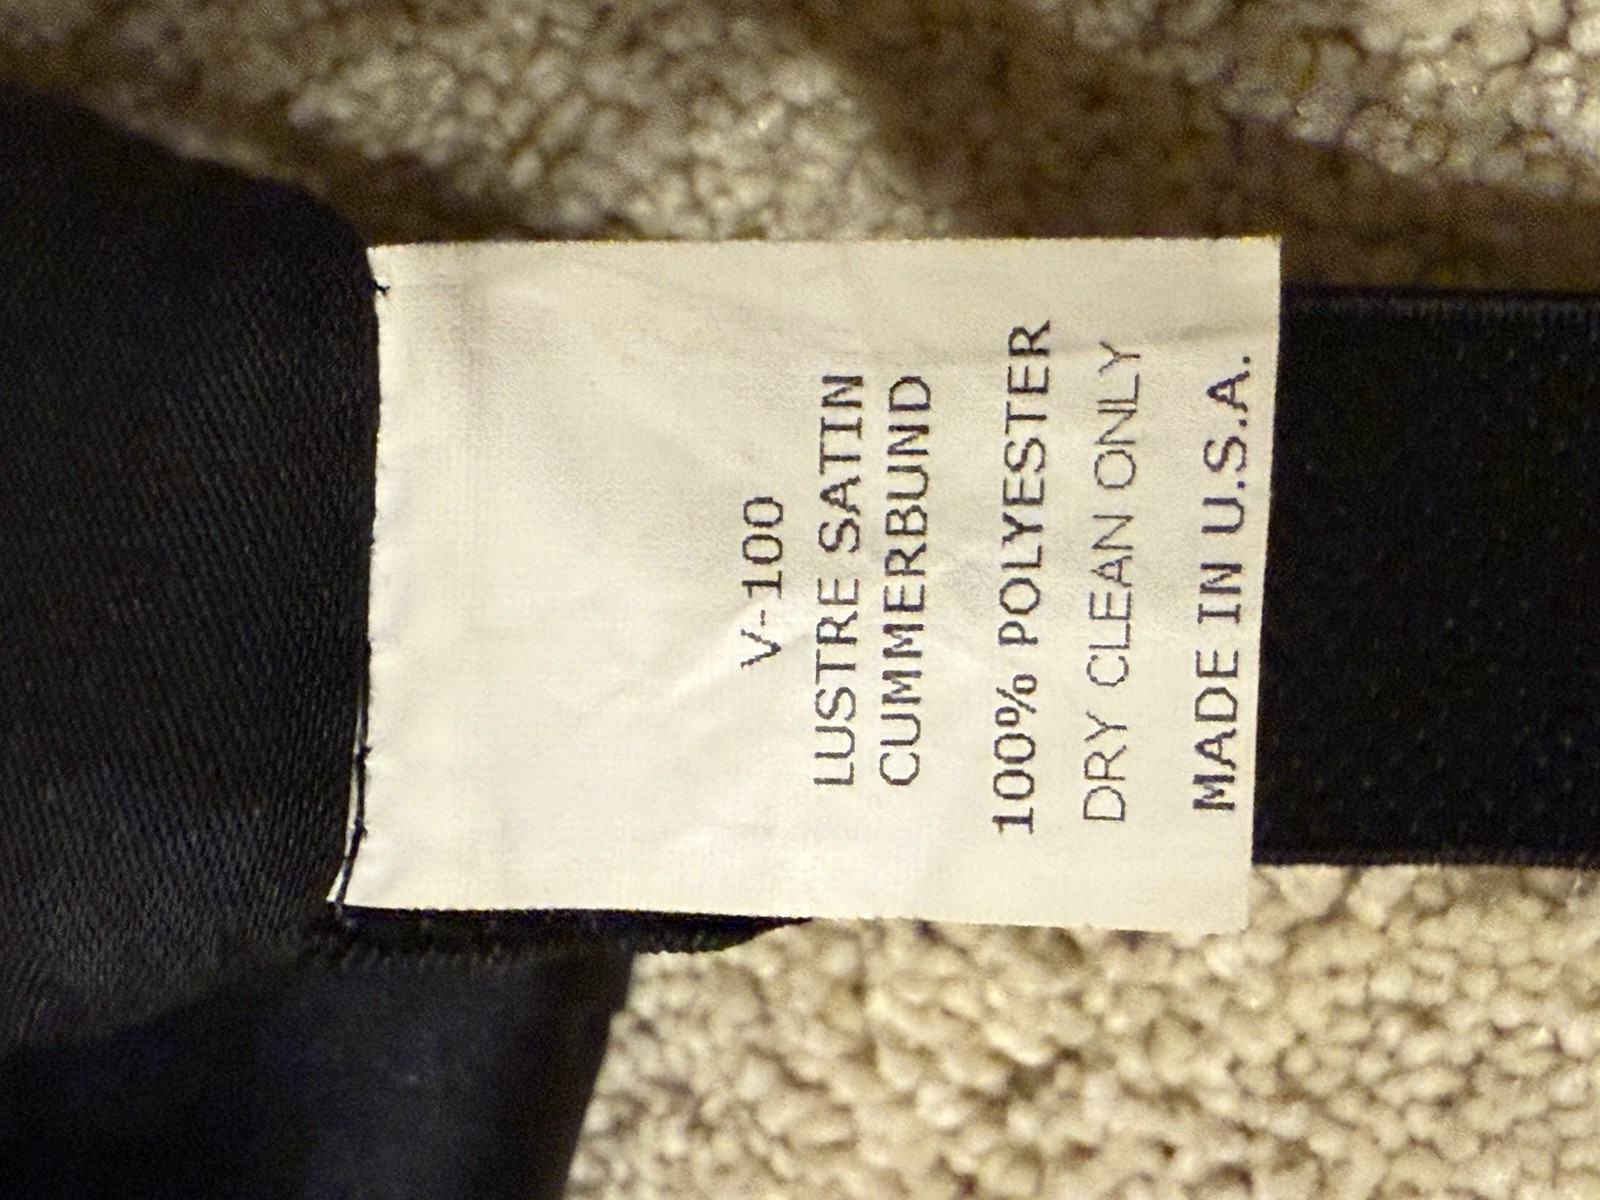 V-100
LUSTRE SATIN
CUMMERBUND
100% POLYESTER
DRY CLEAN ONLY
MADE IN U.S.A.